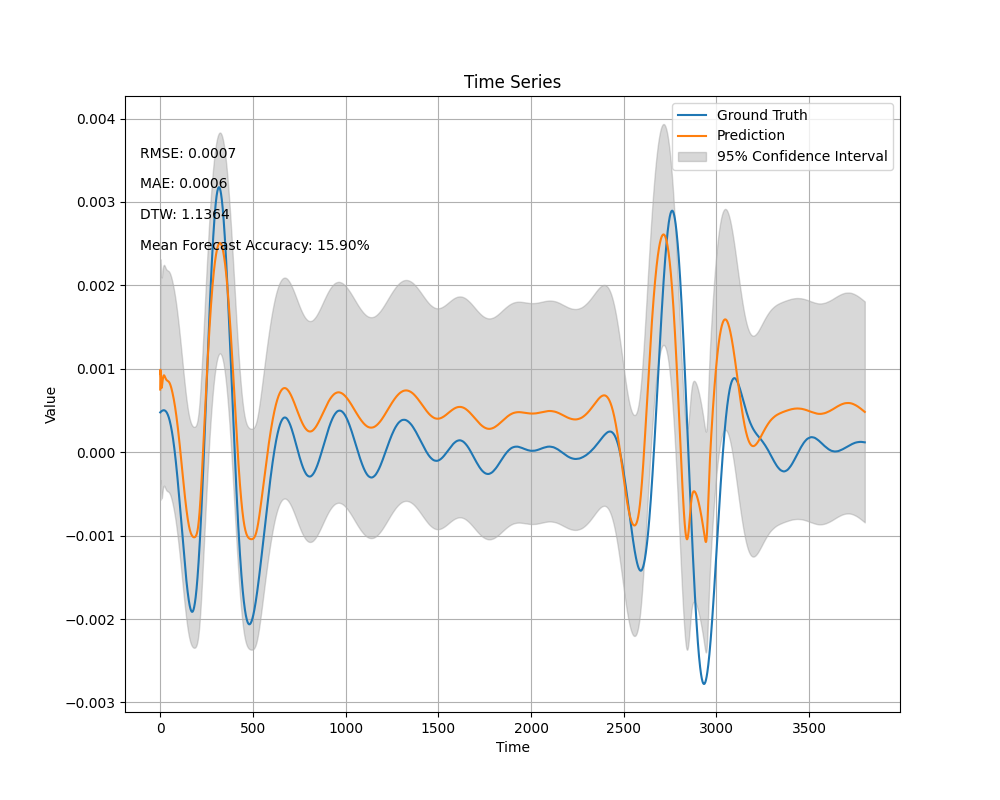 Time Series
Ground Truth
Prediction
95% Confidence Interval
RMSE: 0.0007
MAE: 0.0006
DTW: 1.1364
Mean Forecast Accuracy: 15.90%
Value
0.004
0.003
0.002
0.001
0.000
−0.001
−0.002
−0.003
0 500 1000 1500 2000 2500 3000 3500
Time